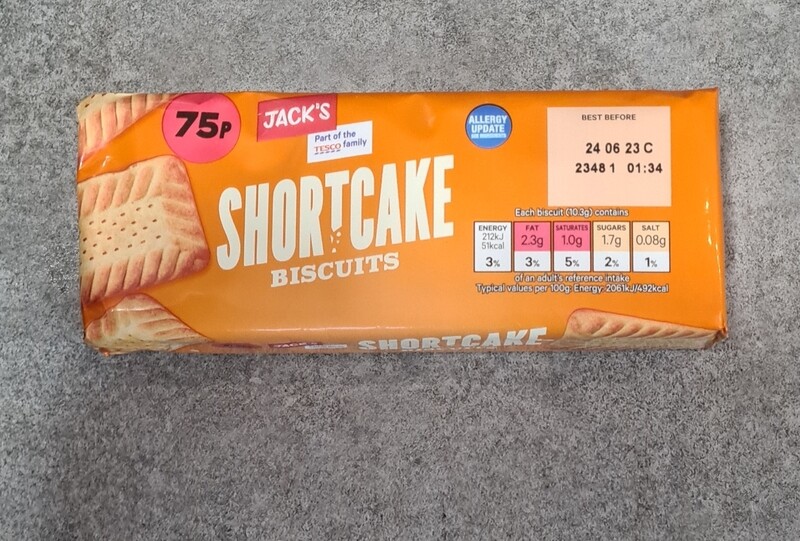 75P
JACK'S
Part of the
TESCO family
SHORTCAKE
BISCUITS
ALLERGY
UPDATE
SEE INGREDIENTS
BEST BEFORE
24 06 23 C
2348 1 01:34
Each biscuit (10.3g) contains
ENERGY FAT SATURATES SUGARS SALT
212kJ 2.3g 1.0g 1.7g 0.08g
51kcal
3% 3% 5% 2% 1%
of an adult's reference intake
Typical values per 100g: Energy 2061kJ/492kcal
JACK'S SHORTCAKE